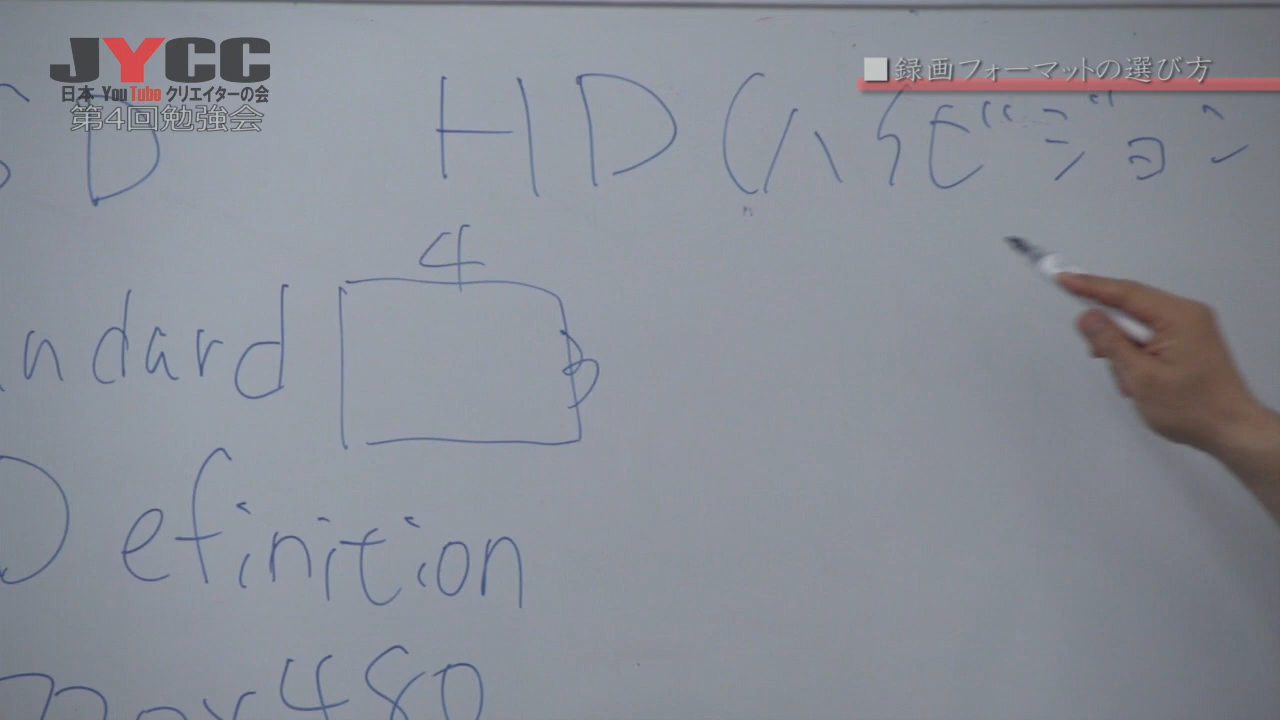 JYCC
日本 YouTube クリエイターの会
第4回勉強会
■録画フォーマットの選び方
SD HD(ハイビジョン
4
ndard
3
Definition
720×480